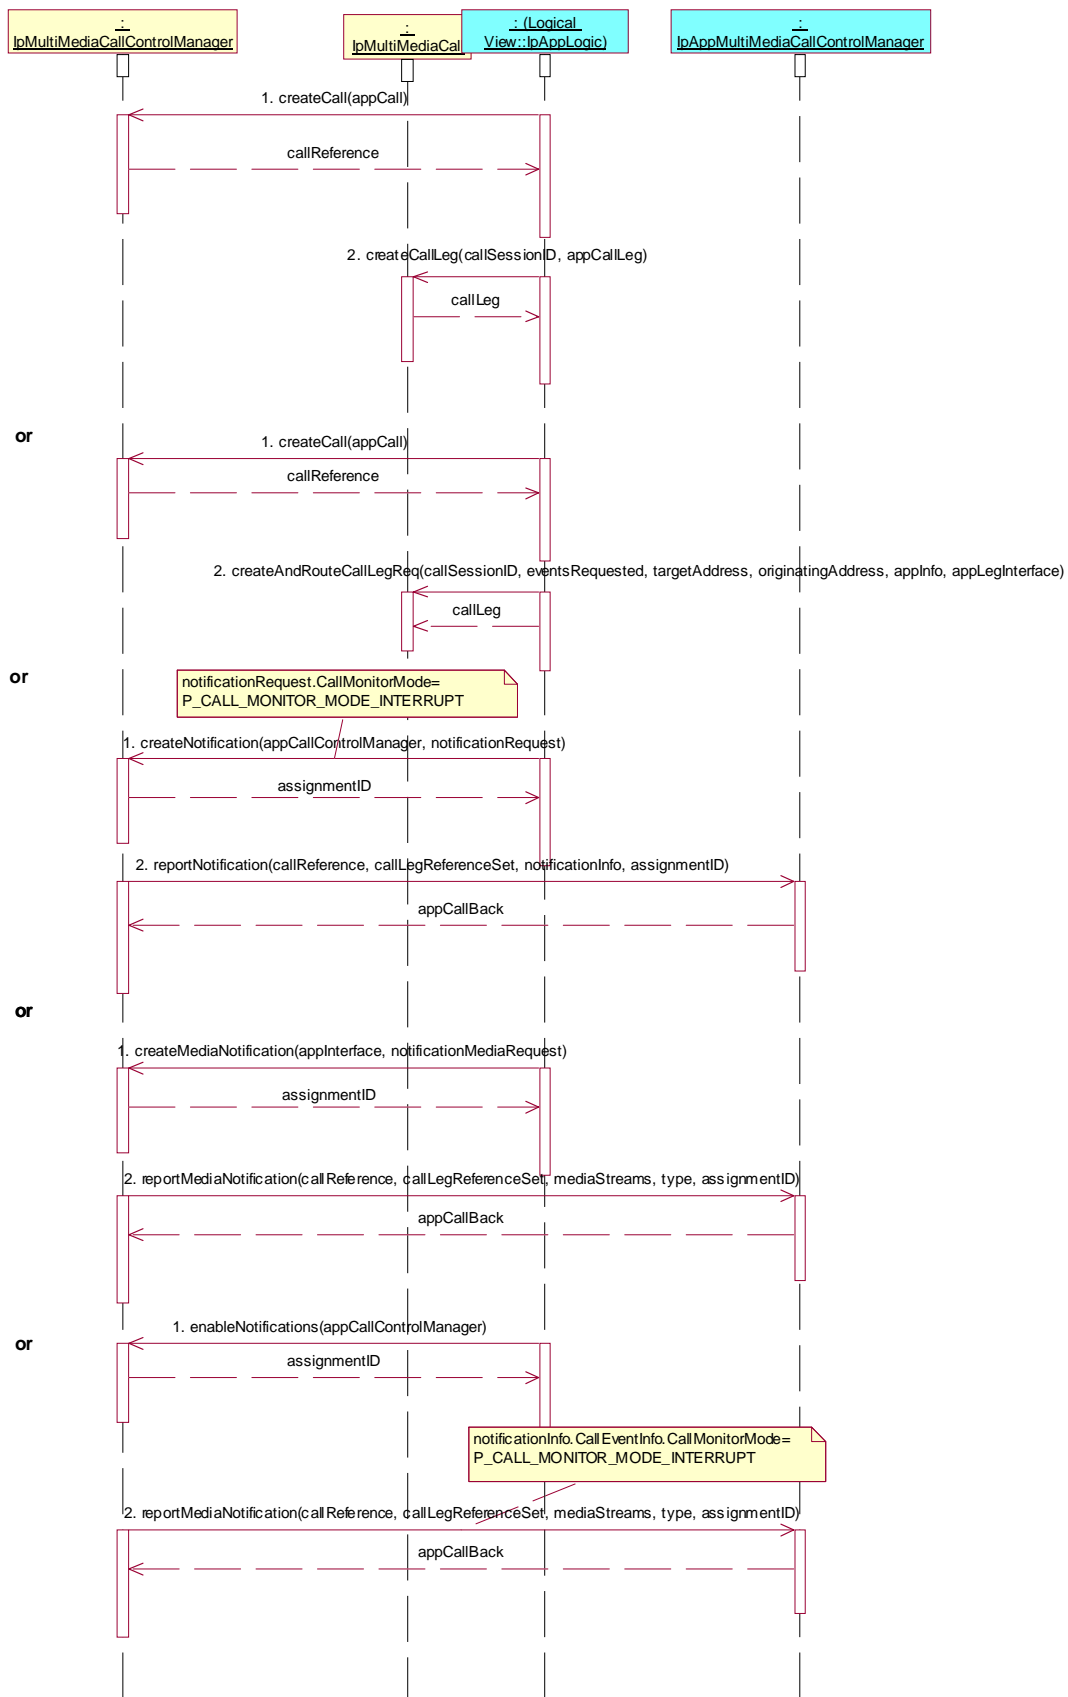 :
IpMultiMediaCallControlManager
:
IpMultiMediaCal
: (Logical
View::IpAppLogic)
:
IpAppMultiMediaCallControlManager
1. createCall(appCall)
callReference
2. createCallLeg(callSessionID, appCallLeg)
callLeg
or
1. createCall(appCall)
callReference
2. createAndRouteCallLegReq(callSessionID, eventsRequested, targetAddress, originatingAddress, appInfo, appLegInterface)
callLeg
or
notificationRequest.CallMonitorMode=
P_CALL_MONITOR_MODE_INTERRUPT
1. createNotification(appCallControlManager, notificationRequest)
assignmentID
2. reportNotification(callReference, callLegReferenceSet, notificationInfo, assignmentID)
appCallBack
or
1. createMediaNotification(appInterface, notificationMediaRequest)
assignmentID
2. reportMediaNotification(callReference, callLegReferenceSet, mediaStreams, type, assignmentID)
appCallBack
or
1. enableNotifications(appCallControlManager)
assignmentID
notificationInfo.CallEventInfo.CallMonitorMode=
P_CALL_MONITOR_MODE_INTERRUPT
2. reportMediaNotification(callReference, callLegReferenceSet, mediaStreams, type, assignmentID)
appCallBack